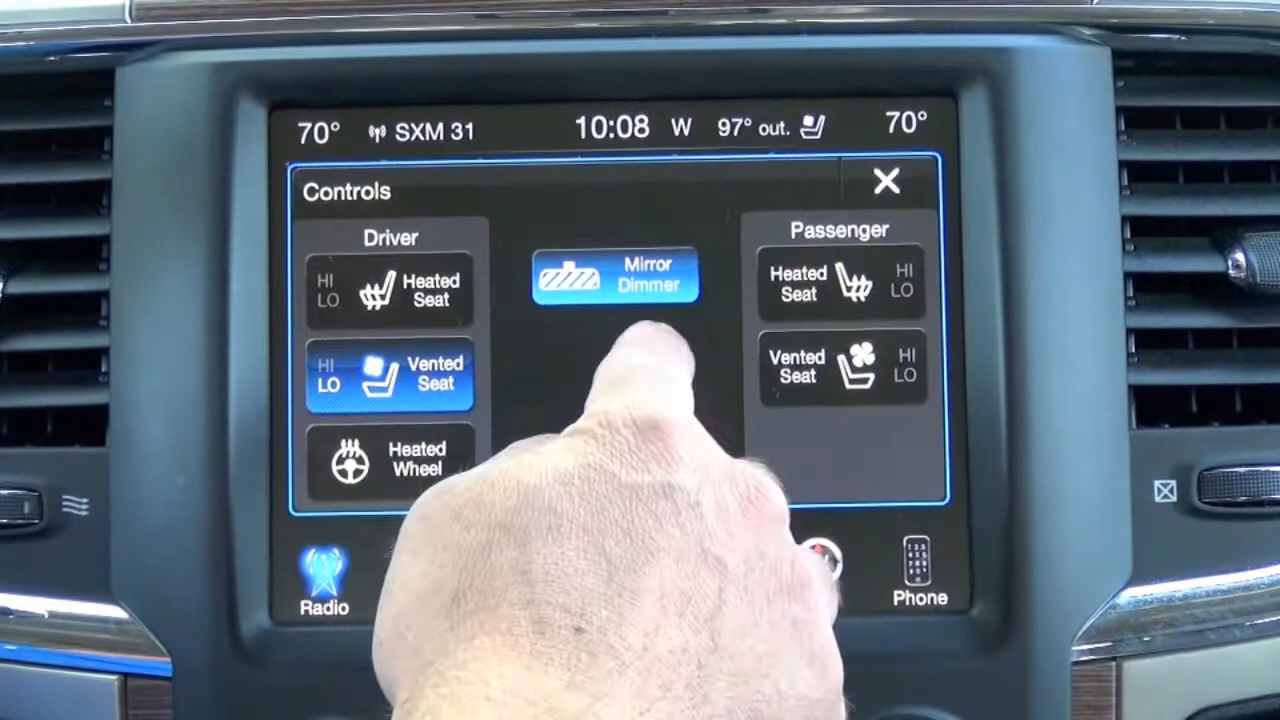 70° SXM 31 10:08 W 97° out. 70°
Controls X
Driver
HI
LO
Heated
Seat
HI
LO
Vented
Seat
Heated
Wheel
Mirror
Dimmer
Passenger
Heated
Seat
HI
LO
Vented
Seat
HI
LO
Radio
Phone